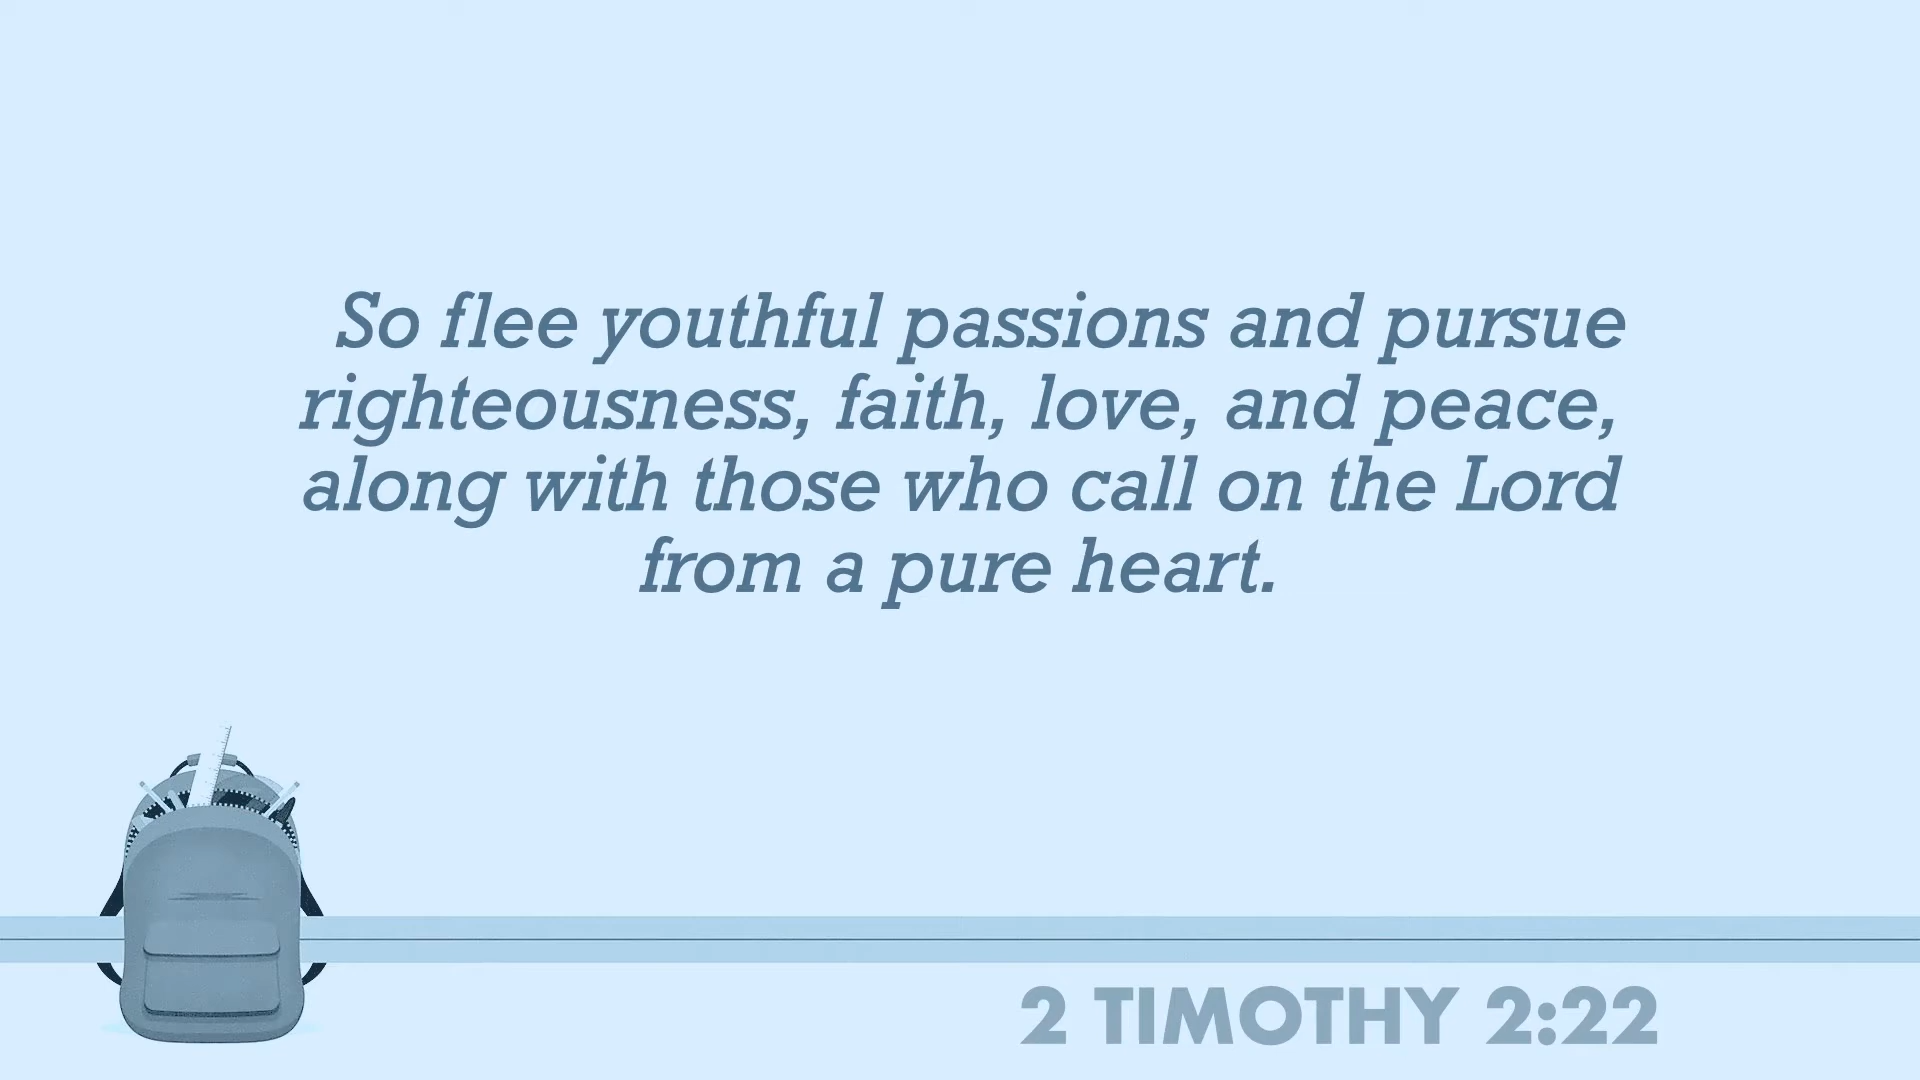 So flee youthful passions and pursue
righteousness, faith, love, and peace,
along with those who call on the Lord
from a pure heart.
2 TIMOTHY 2:22